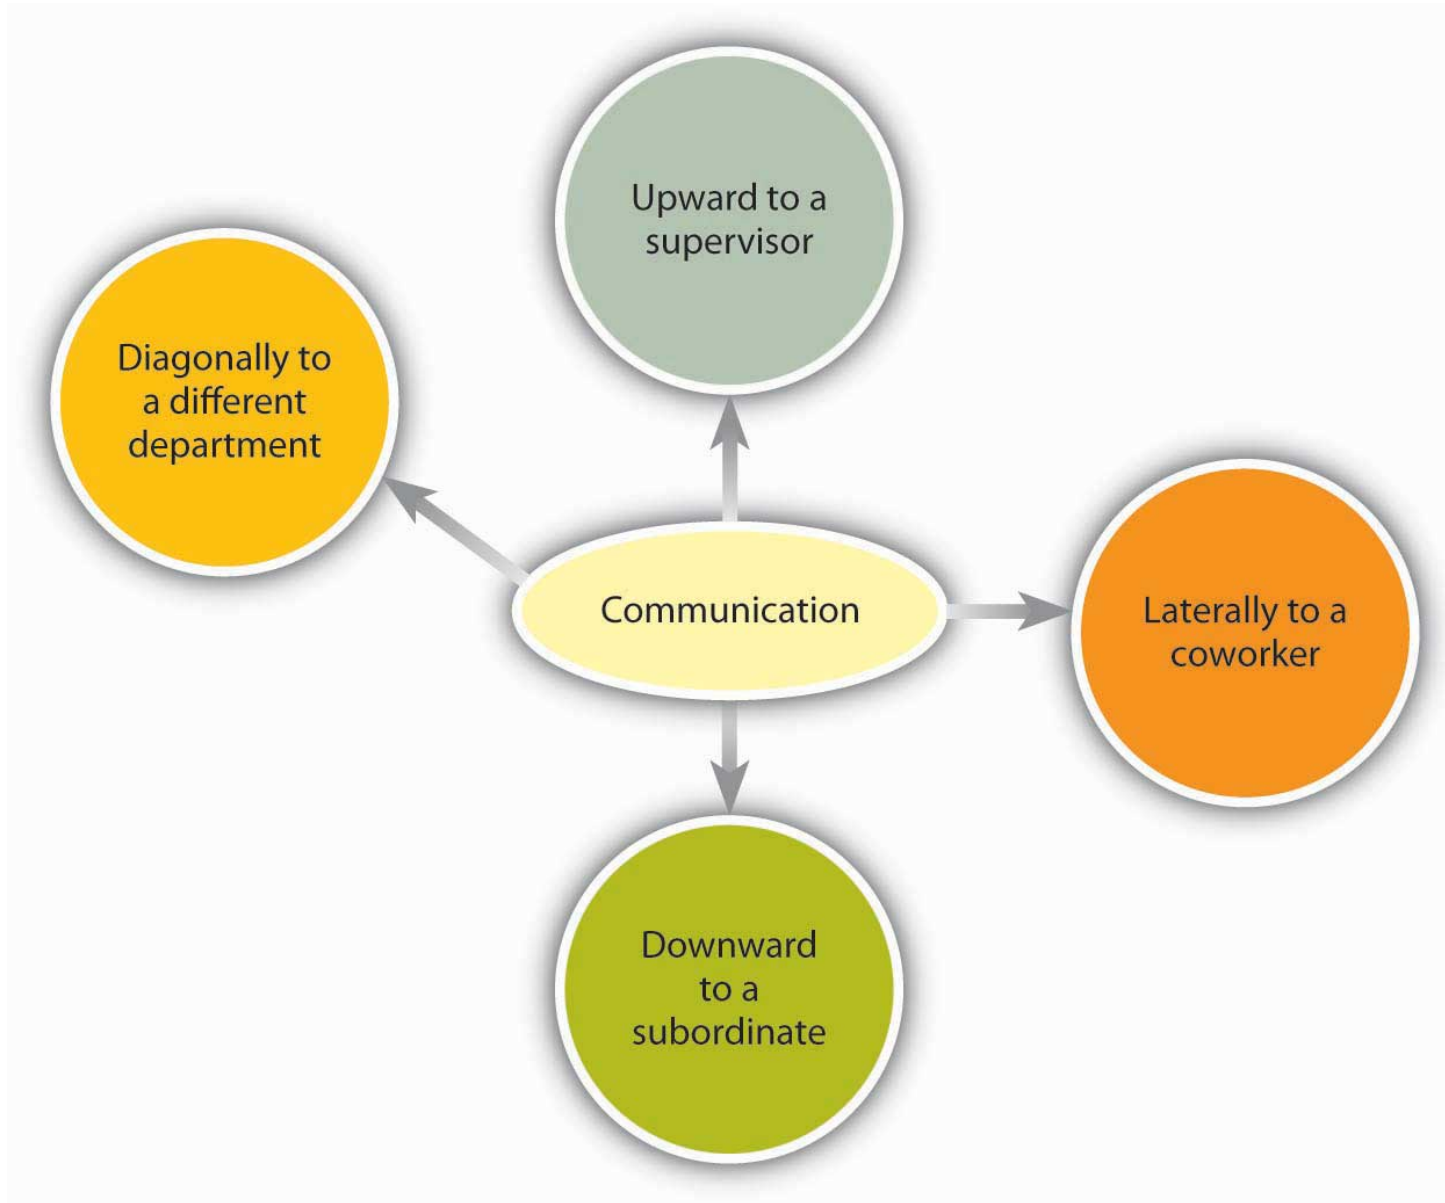 Upward to a
supervisor
Diagonally to
a different
department
Communication
Laterally to a
coworker
Downward
to a
subordinate